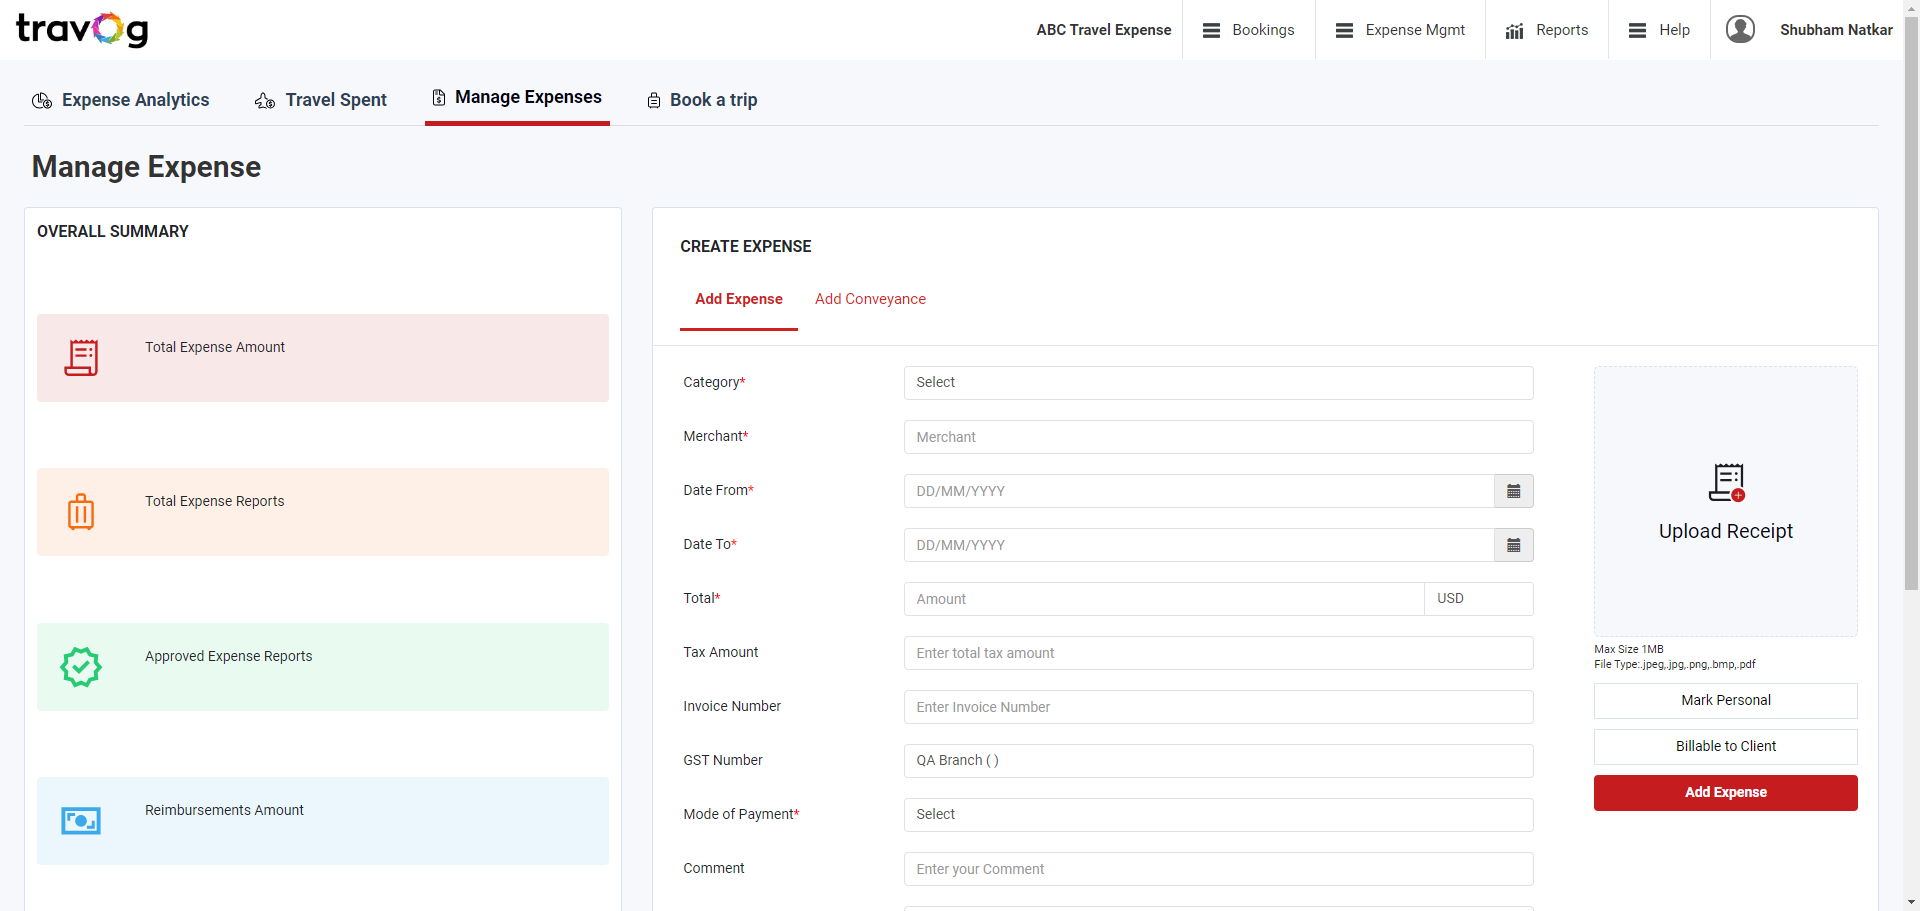 travog
ABC Travel Expense
Bookings
Expense Mgmt
Reports
Help
Shubham Natkar
Expense Analytics
Travel Spent
Manage Expenses
Book a trip
Manage Expense
OVERALL SUMMARY
Total Expense Amount
Total Expense Reports
Approved Expense Reports
Reimbursements Amount
CREATE EXPENSE
Add Expense
Add Conveyance
Category*
Select
Merchant*
Merchant
Date From*
DD/MM/YYYY
Date To*
DD/MM/YYYY
Total*
Amount
USD
Tax Amount
Enter total tax amount
Invoice Number
Enter Invoice Number
GST Number
QA Branch ( )
Mode of Payment*
Select
Comment
Enter your Comment
Upload Receipt
Max Size 1MB
File Type:.jpeg,.jpg,.png,.bmp,.pdf
Mark Personal
Billable to Client
Add Expense